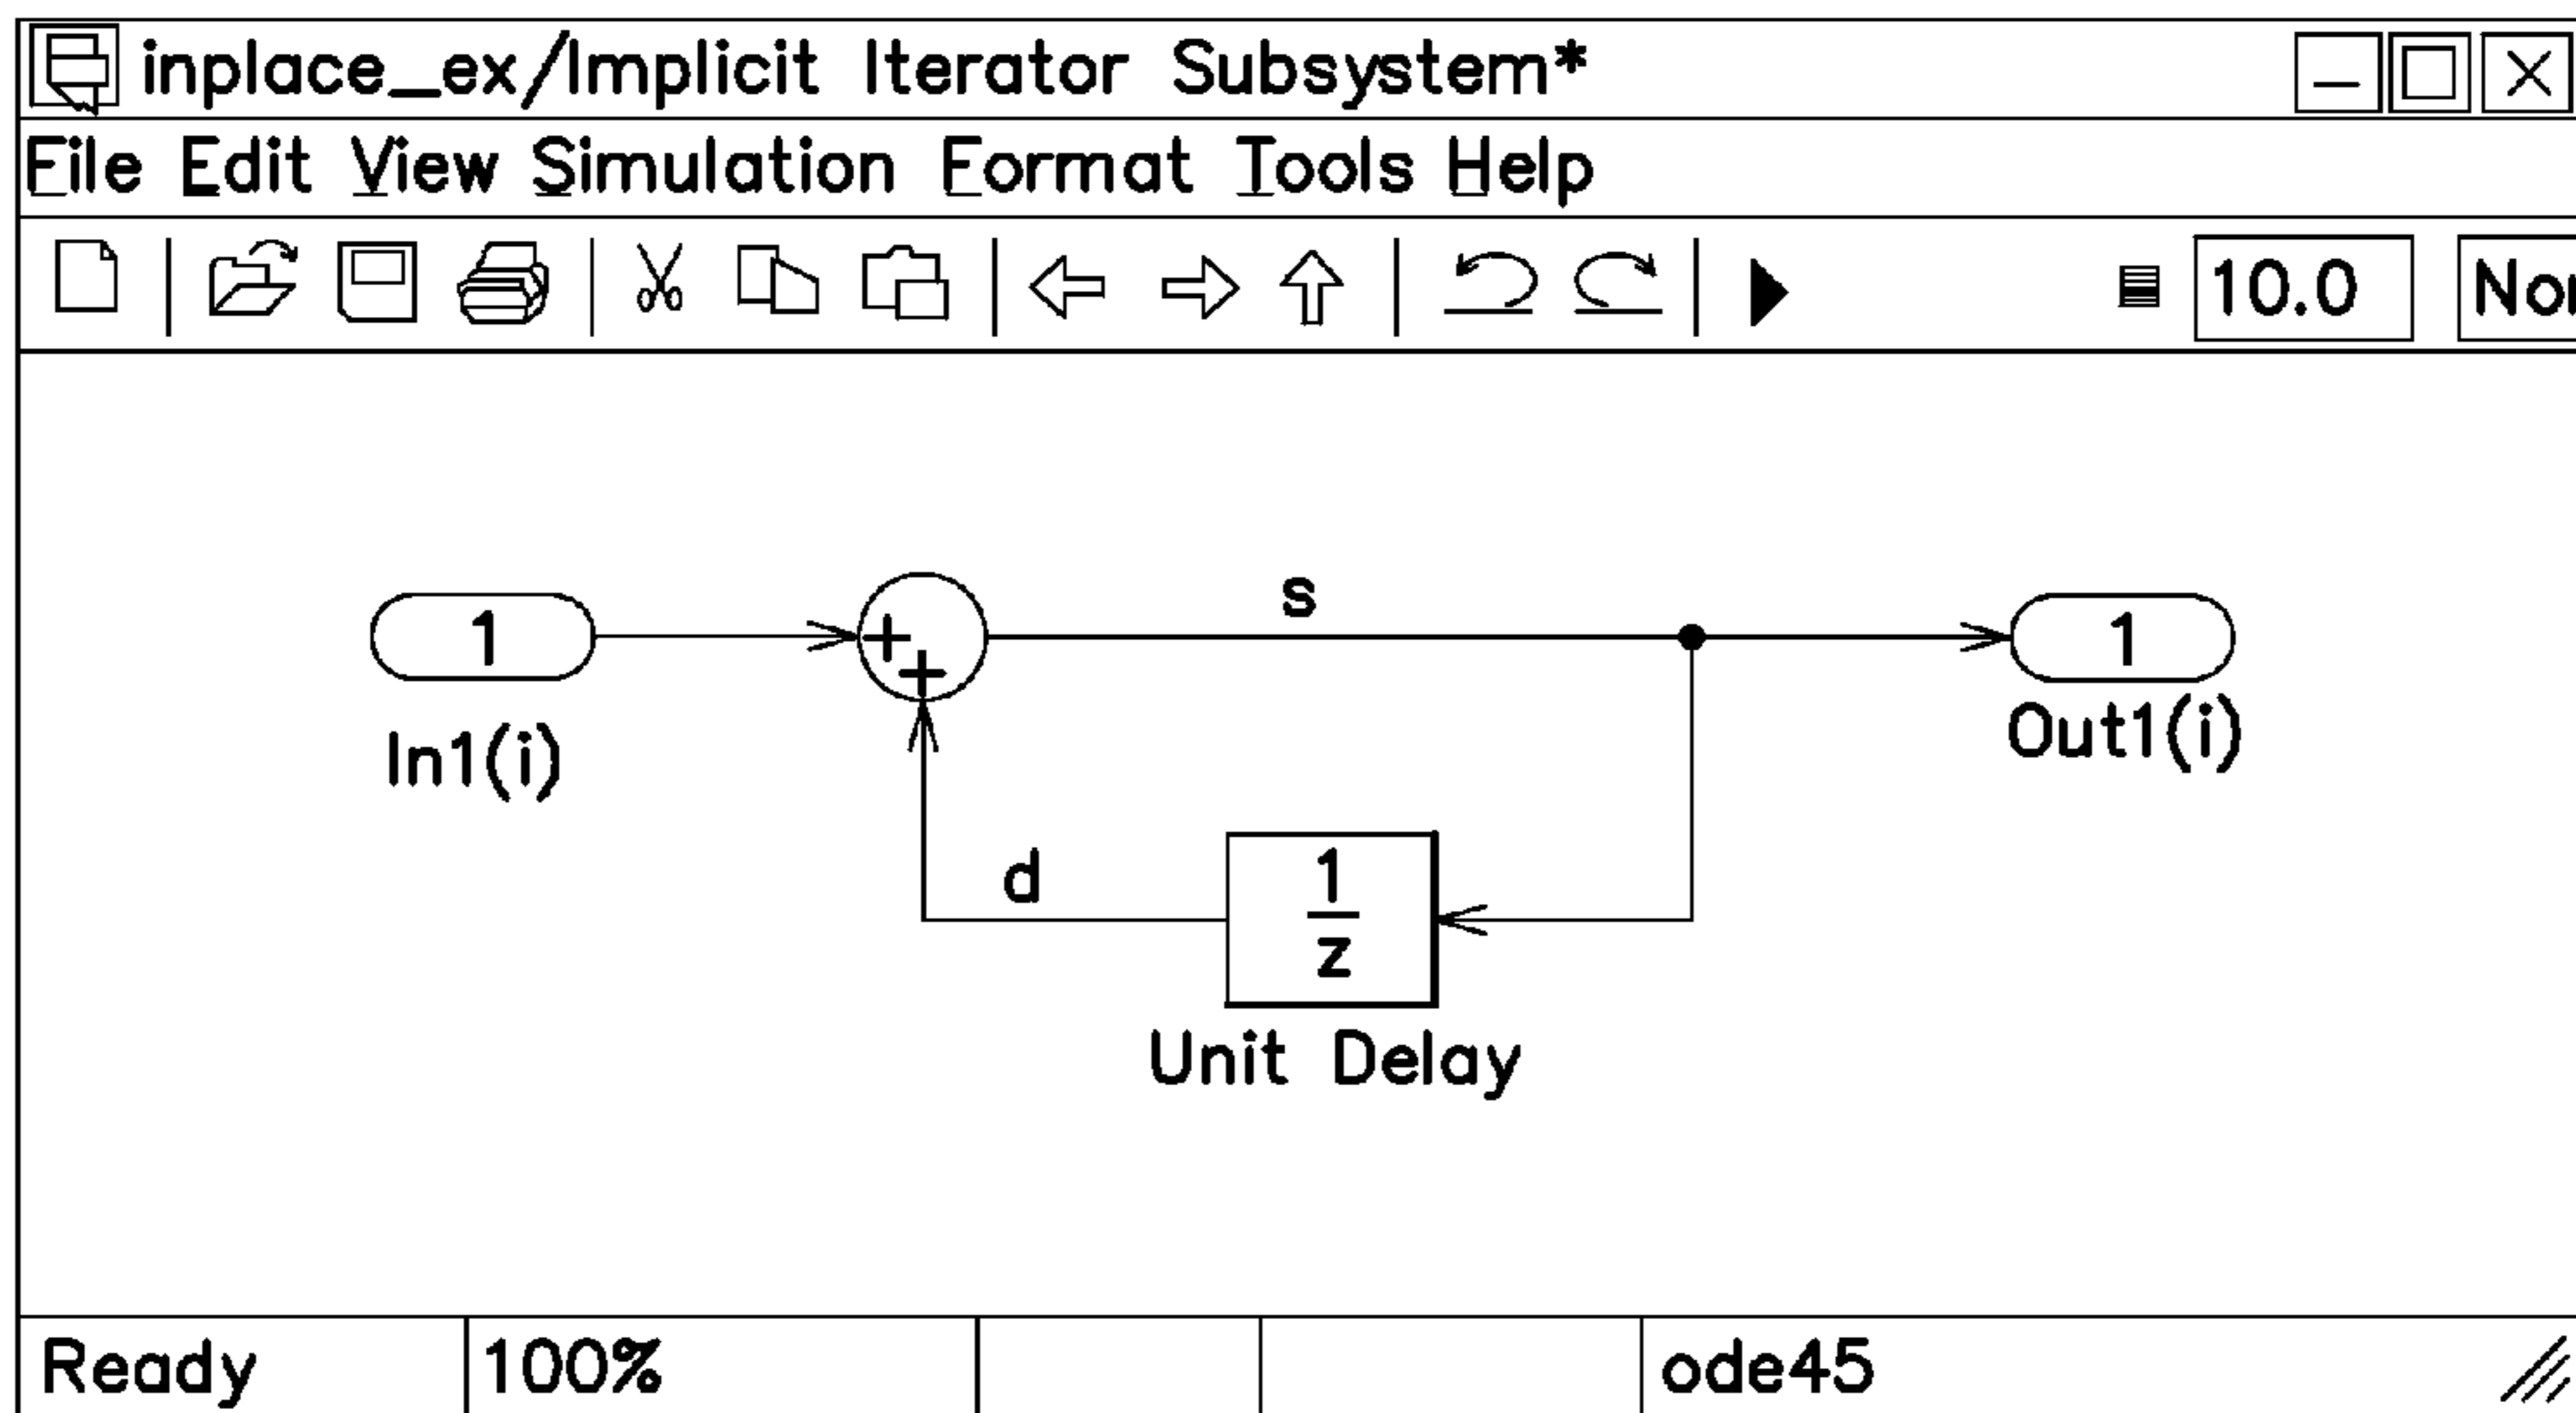 inplace_ex/Implicit Iterator Subsystem*
File Edit View Simulation Format Tools Help
10.0
s
1
+
+
1
In1(i)
Out1(i)
d
1
z
Unit Delay
Ready 100% ode45